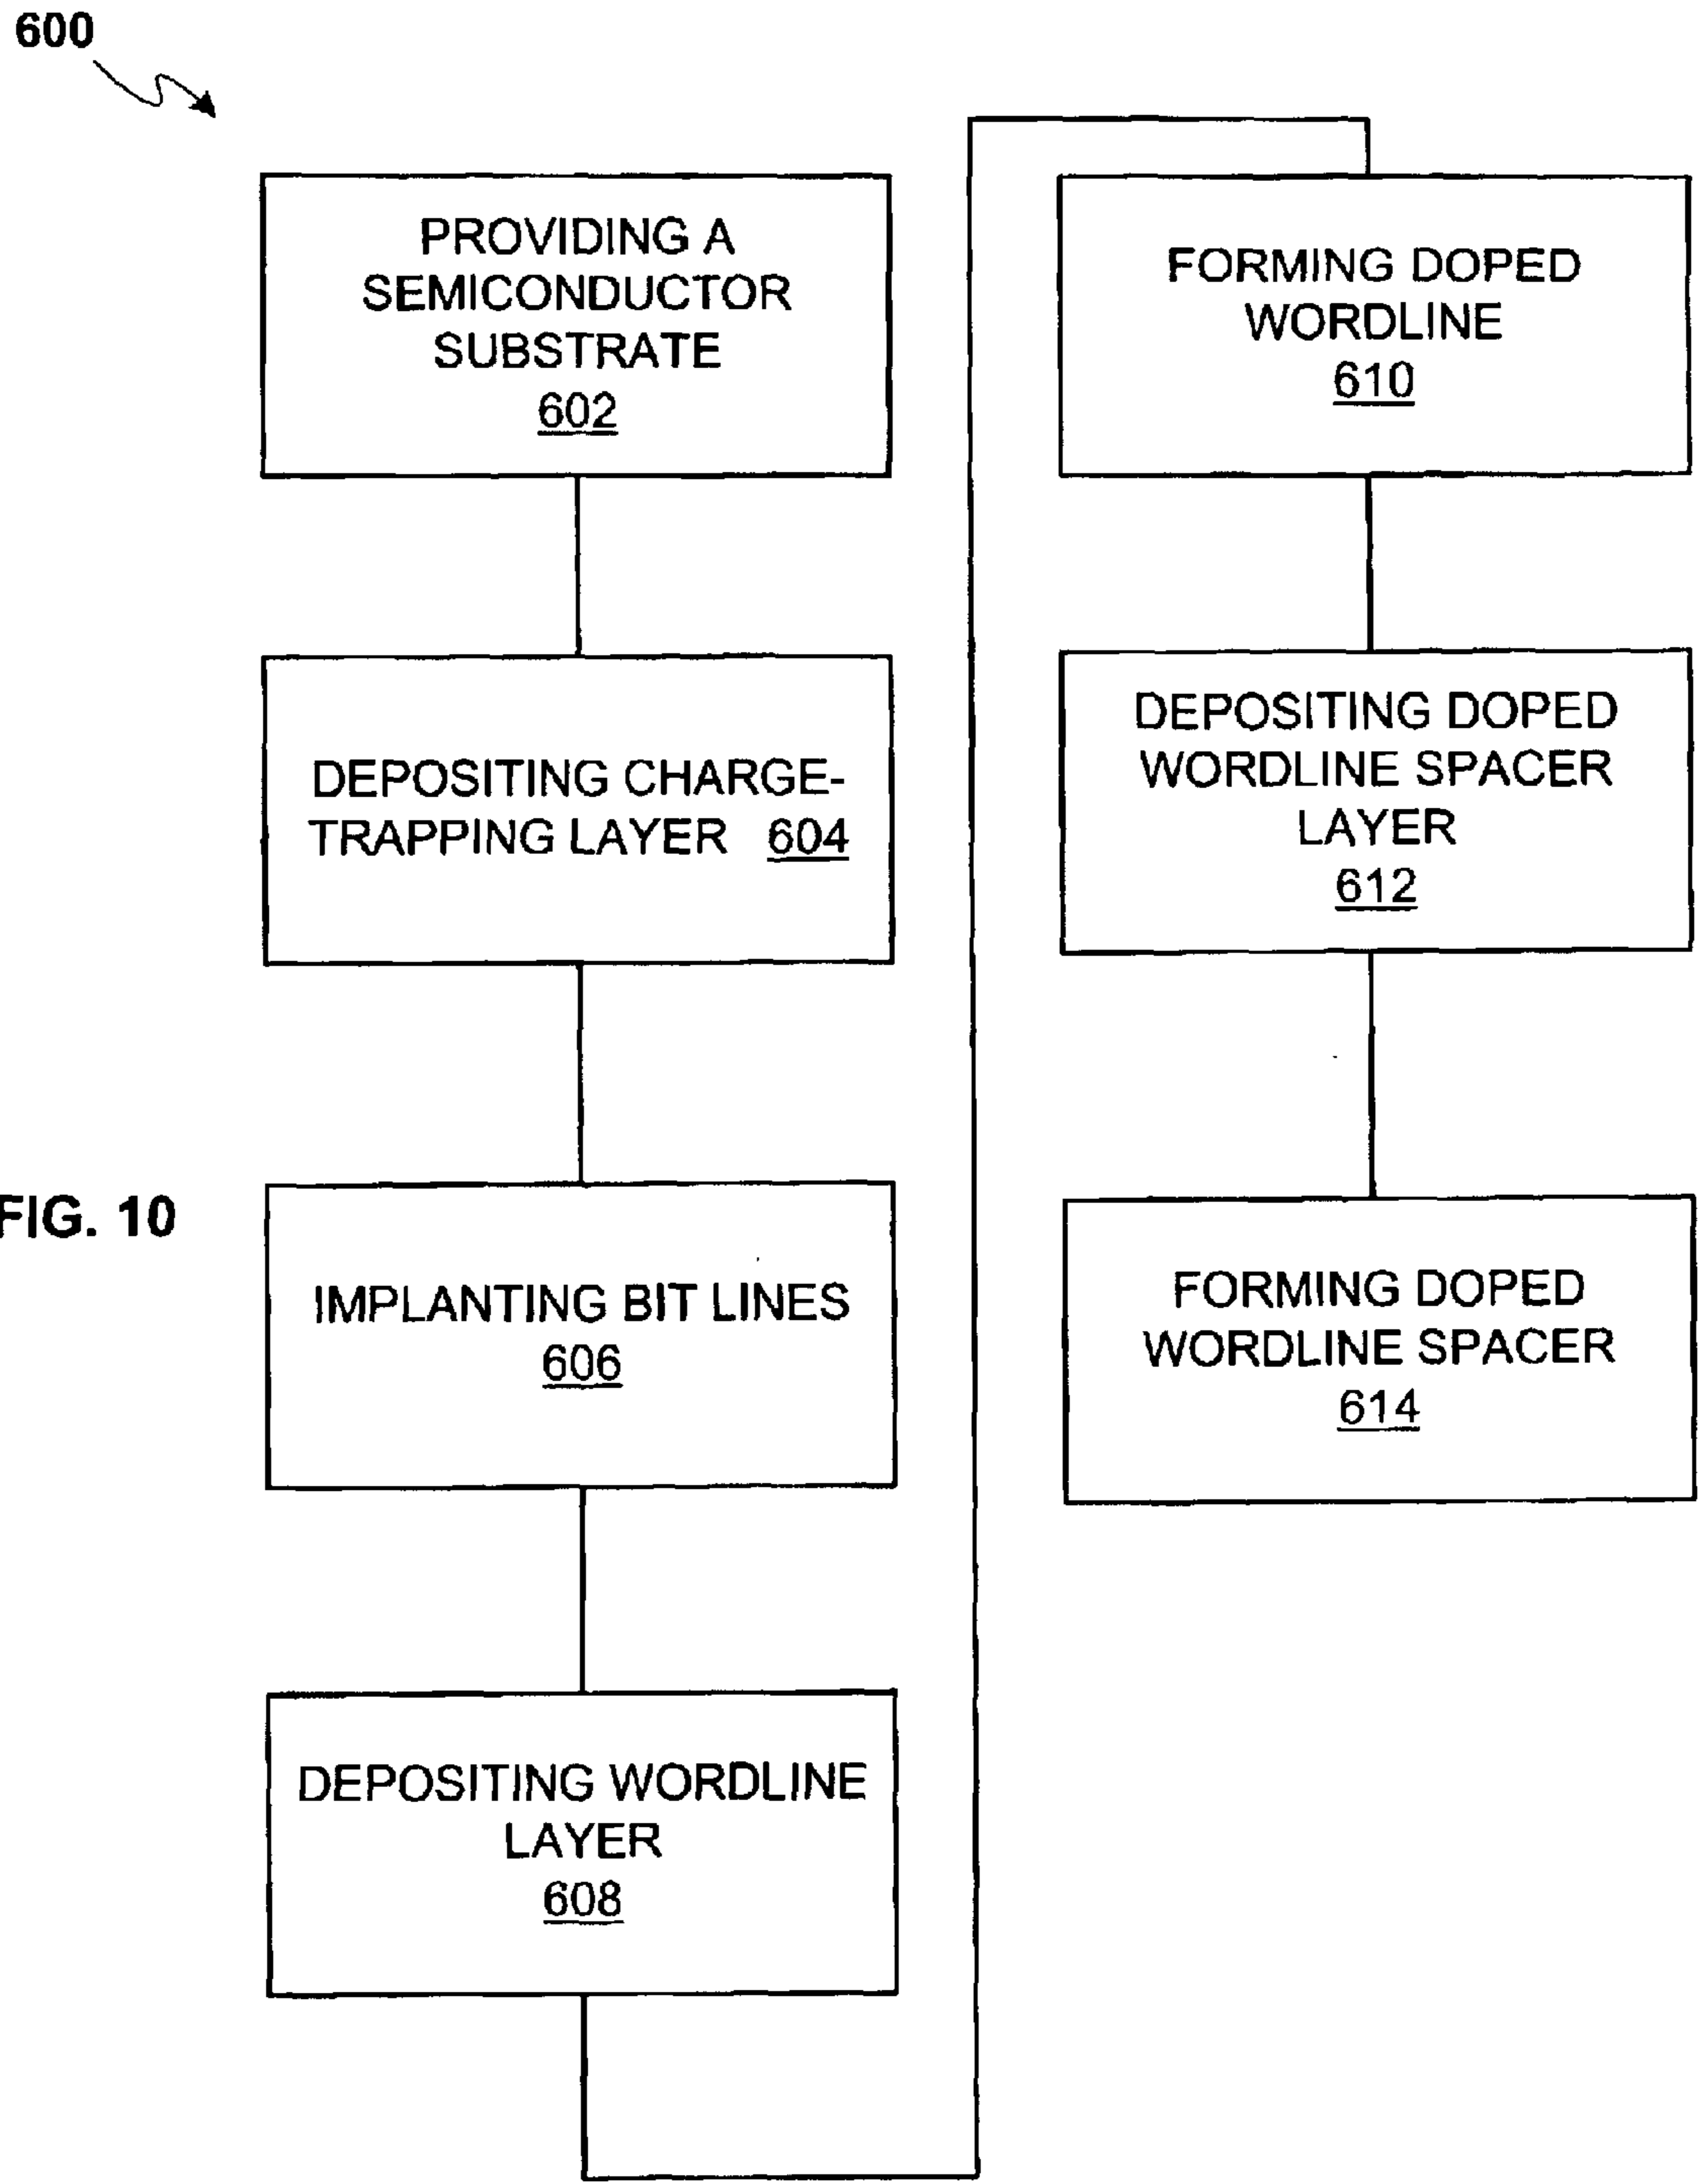 600
PROVIDING A
SEMICONDUCTOR
SUBSTRATE
602
DEPOSITING CHARGE-
TRAPPING LAYER 604
IMPLANTING BIT LINES
606
DEPOSITING WORDLINE
LAYER
608
FORMING DOPED
WORDLINE
610
DEPOSITING DOPED
WORDLINE SPACER
LAYER
612
FORMING DOPED
WORDLINE SPACER
614
FIG. 10